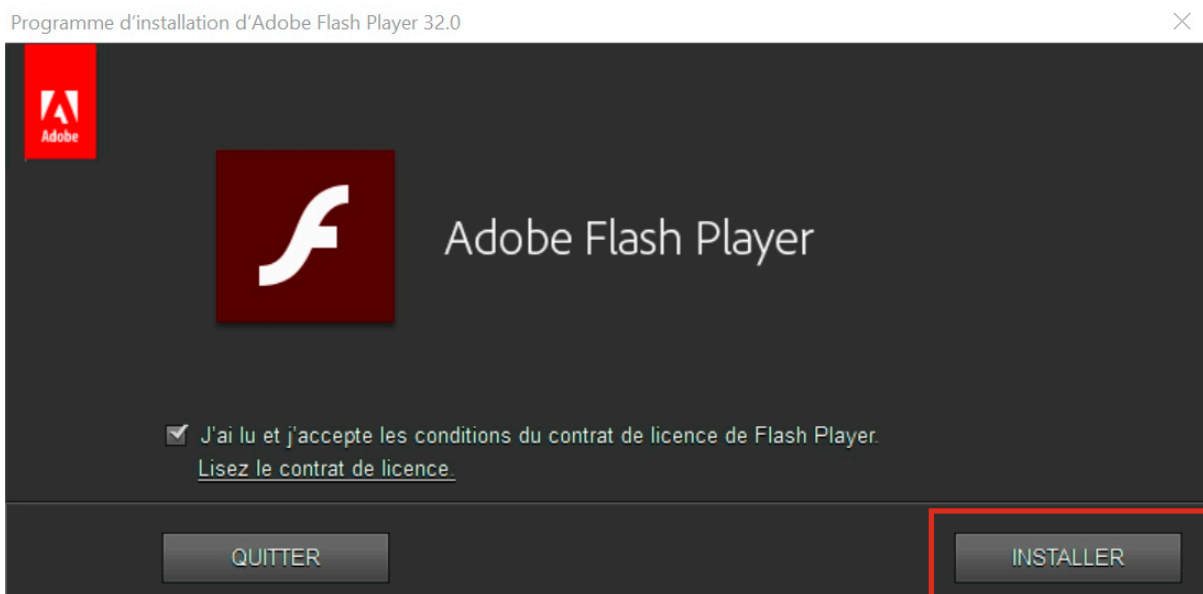 Programme d’installation d’Adobe Flash Player 32.0
Adobe
Adobe Flash Player
J'ai lu et j'accepte les conditions du contrat de licence de Flash Player.
Lisez le contrat de licence.
QUITTER
INSTALLER